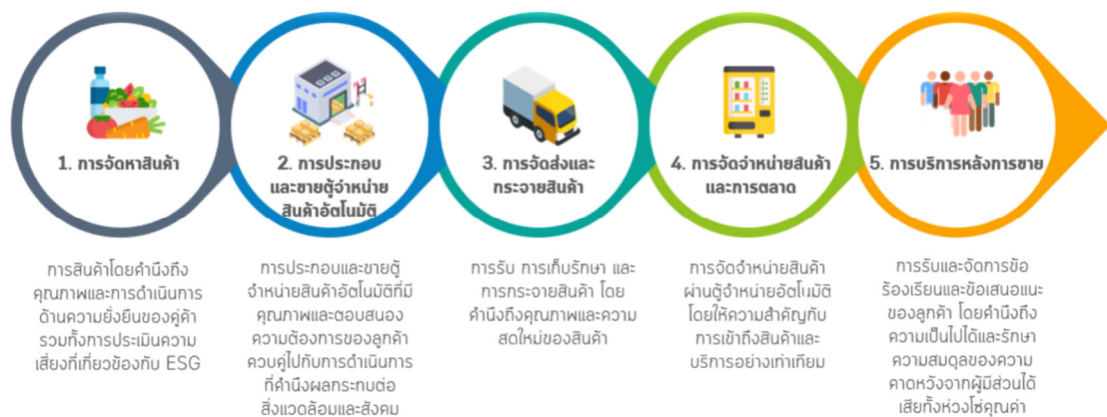 1. การจัดหาสินค้า
การสินค้าโดยคำนึงถึง
คุณภาพและการดำเนินการ
ด้านความยั่งยืนของคู่ค้า
รวมทั้งการประเมินความ
เสี่ยงที่เกี่ยวข้องกับ ESG
2. การประกอบ
และขายตู้จำหน่าย
สินค้าอัตโนมัติ
การประกอบและขายตู้
จำหน่ายสินค้าอัตโนมัติที่มี
คุณภาพและตอบสนอง
ความต้องการของลูกค้า
ควบคู่ไปกับการดำเนินการ
ที่คำนึงผลกระทบต่อ
สิ่งแวดล้อมและสังคม
3. การจัดส่งและ
กระจายสินค้า
การรับ การเก็บรักษา และ
การกระจายสินค้า โดย
คำนึงถึงคุณภาพและความ
สดใหม่ของสินค้า
4. การจัดจำหน่ายสินค้า
และการตลาด
การจัดจำหน่ายสินค้า
ผ่านตู้จำหน่ายอัตโนมัติ
โดยให้ความสำคัญกับ
การเข้าถึงสินค้าและ
บริการอย่างเท่าเทียม
5. การบริการหลังการขาย
การรับและจัดการข้อ
ร้องเรียนและข้อเสนอแนะ
ของลูกค้า โดยคำนึงถึง
ความเป็นไปได้และรักษา
ความสมดุลของความ
คาดหวังจากผู้มีส่วนได้
เสียทั้งห่วงโซ่คุณค่า